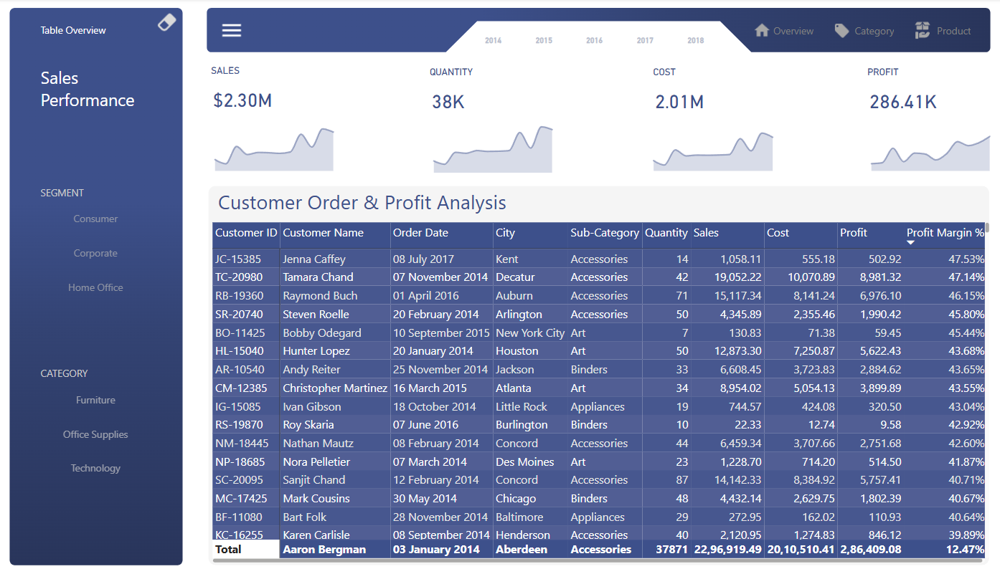 Table Overview
Sales
Performance
SEGMENT
Consumer
Corporate
Home Office
CATEGORY
Furniture
Office Supplies
Technology
2014 2015 2016 2017 2018
Overview Category Product
SALES QUANTITY COST PROFIT
$2.30M 38K 2.01M 286.41K
Customer Order & Profit Analysis
Customer ID Customer Name Order Date City Sub-Category Quantity Sales Cost Profit Profit Margin %
JC-15385 Jenna Caffey 08 July 2017 Kent Accessories 14 1,058.11 555.18 502.92 47.53%
TC-20980 Tamara Chand 07 November 2014 Decatur Accessories 42 19,052.22 10,070.89 8,981.32 47.14%
RB-19360 Raymond Buch 01 April 2016 Auburn Accessories 71 15,117.34 8,141.24 6,976.10 46.15%
SR-20740 Steven Roelle 20 February 2014 Arlington Accessories 50 4,345.89 2,355.46 1,990.42 45.80%
BO-11425 Bobby Odegard 10 September 2015 New York City Art 7 130.83 71.38 59.45 45.44%
HL-15040 Hunter Lopez 20 January 2014 Houston Art 50 12,873.30 7,250.87 5,622.43 43.68%
AR-10540 Andy Reiter 25 November 2014 Jackson Binders 33 6,608.45 3,723.83 2,884.62 43.65%
CM-12385 Christopher Martinez 16 March 2015 Atlanta Art 34 8,954.02 5,054.13 3,899.89 43.55%
IG-15085 Ivan Gibson 18 October 2014 Little Rock Appliances 19 744.57 424.08 320.50 43.04%
RS-19870 Roy Skaria 07 June 2016 Burlington Binders 10 22.33 12.74 9.58 42.92%
NM-18445 Nathan Mautz 08 February 2014 Concord Accessories 44 6,459.34 3,707.66 2,751.68 42.60%
NP-18685 Nora Pelletier 07 March 2014 Des Moines Art 23 1,228.70 714.20 514.50 41.87%
SC-20095 Sanjit Chand 12 February 2014 Concord Accessories 87 14,142.33 8,384.92 5,757.41 40.71%
MC-17425 Mark Cousins 30 May 2014 Chicago Binders 48 4,432.14 2,629.75 1,802.39 40.67%
BF-11080 Bart Folk 28 November 2014 Baltimore Appliances 29 272.95 162.02 110.93 40.64%
KC-16255 Karen Carlisle 08 September 2014 Henderson Accessories 40 2,120.95 1,274.83 846.12 39.89%
Total Aaron Bergman 03 January 2014 Aberdeen Accessories 37871 22,96,919.49 20,10,510.41 2,86,409.08 12.47%